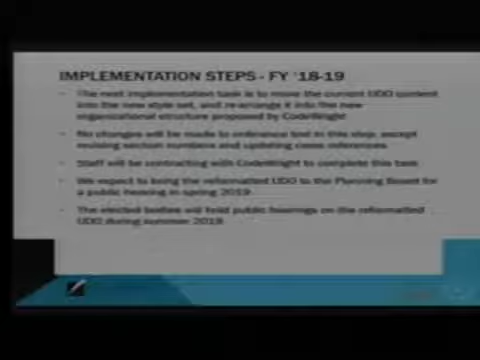 IMPLEMENTATION STEPS - FY '18-19
The next implementation task is to move the current UDO content
into the new style set, and re-arrange it into the new
organizational structure proposed by CodeWright
No changes will be made to ordinance text in this step, except
revising section numbers and updating cross references
Staff will be contracting with CodeWright to complete this task
We expect to bring the reformatted UDO to the Planning Board for
a public hearing in spring 2019
The elected bodies will hold public hearings on the reformatted
UDO during summer 2019